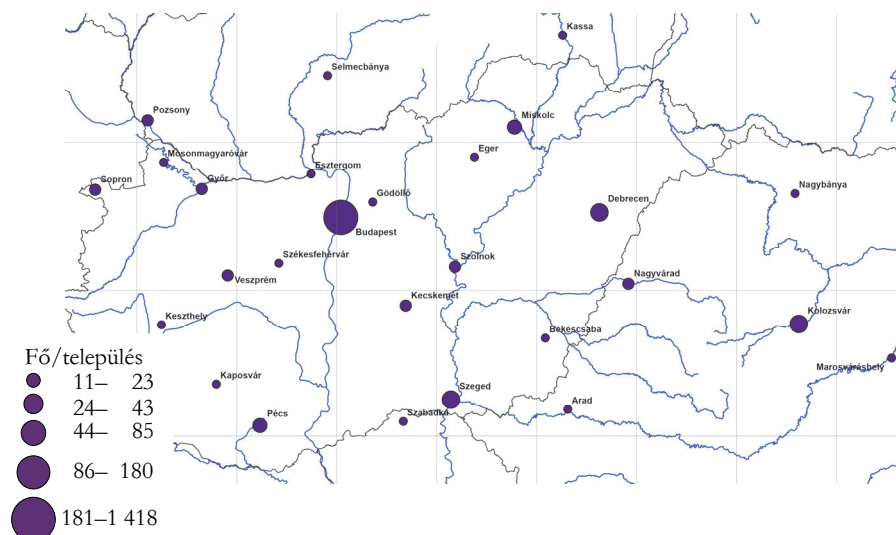 Kassa
Selmecbánya
Pozsony
Miskolc
Mosonmagyaróvár
Eger
Esztergom
Sopron
Győr
Gödöllő
Nagybánya
Debrecen
Budapest
Székesfehérvár
Szolnok
Veszprém
Nagyvárad
Kecskemét
Keszthely
Békéscsaba
Kolozsvár
Marosvásárhely
Fő/település
11– 23
24– 43
44– 85
86– 180
181–1 418
Kaposvár
Szeged
Pécs
Szabadka
Arad